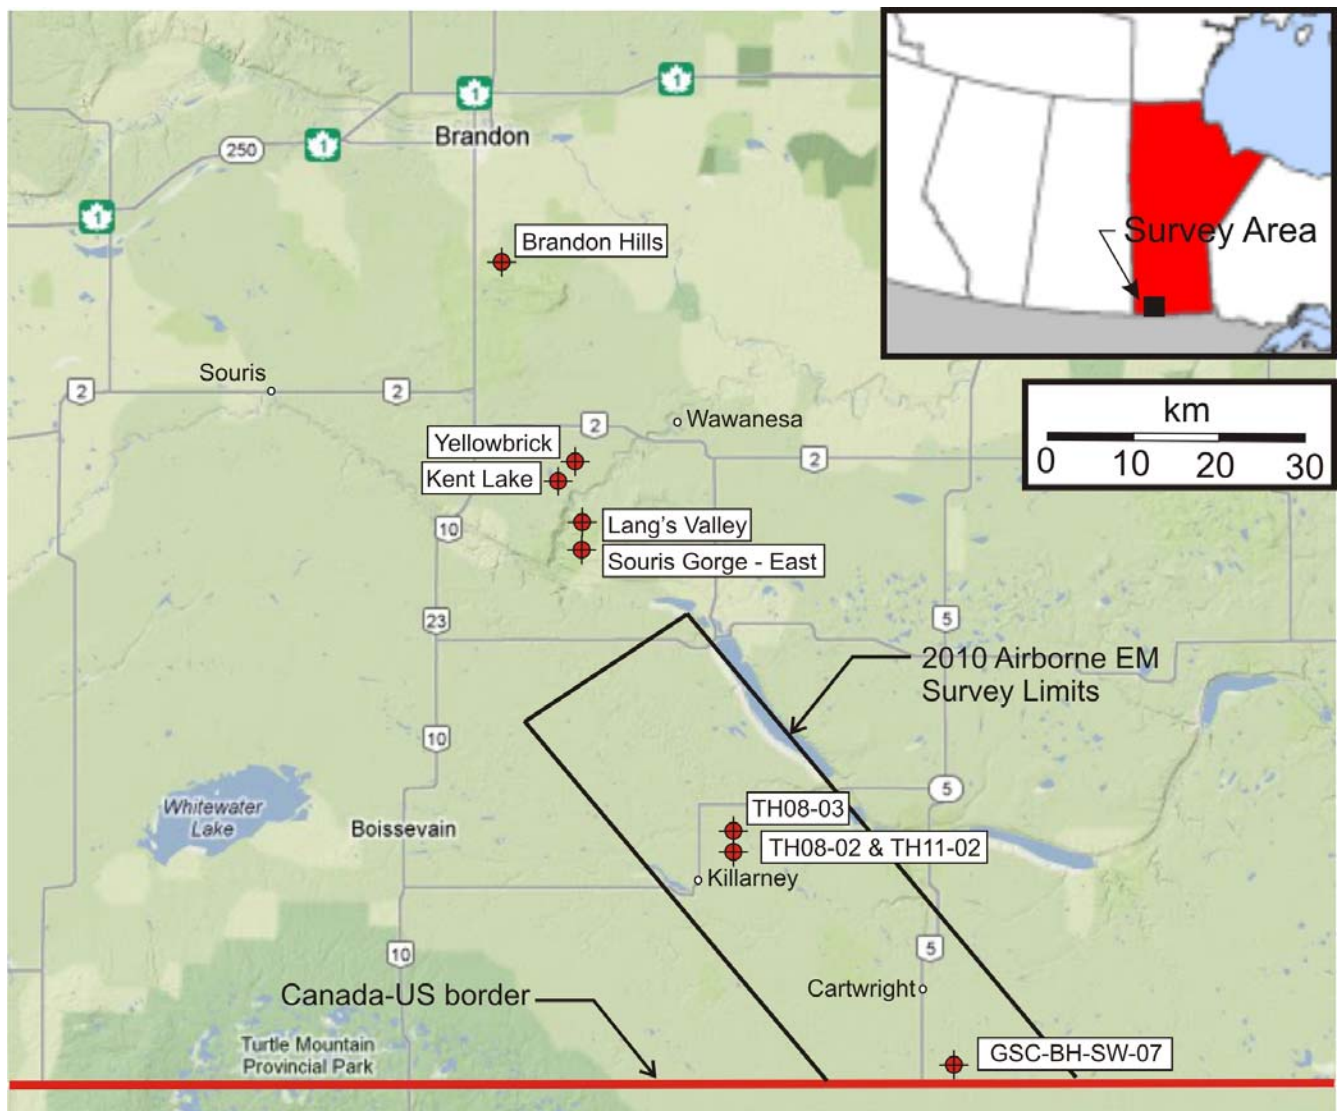 1
1
Brandon
250
1
1
Survey Area
Brandon Hills
km
0 10 20 30
Souris
2
2
2
Wawanesa
2
Yellowbrick
Kent Lake
10
Lang's Valley
Souris Gorge - East
23
5
2010 Airborne EM
Survey Limits
10
5
Whitewater
Lake
Boissevain
TH08-03
TH08-02 & TH11-02
Killarney
10
5
Cartwright
Canada-US border
Turtle Mountain
Provincial Park
GSC-BH-SW-07